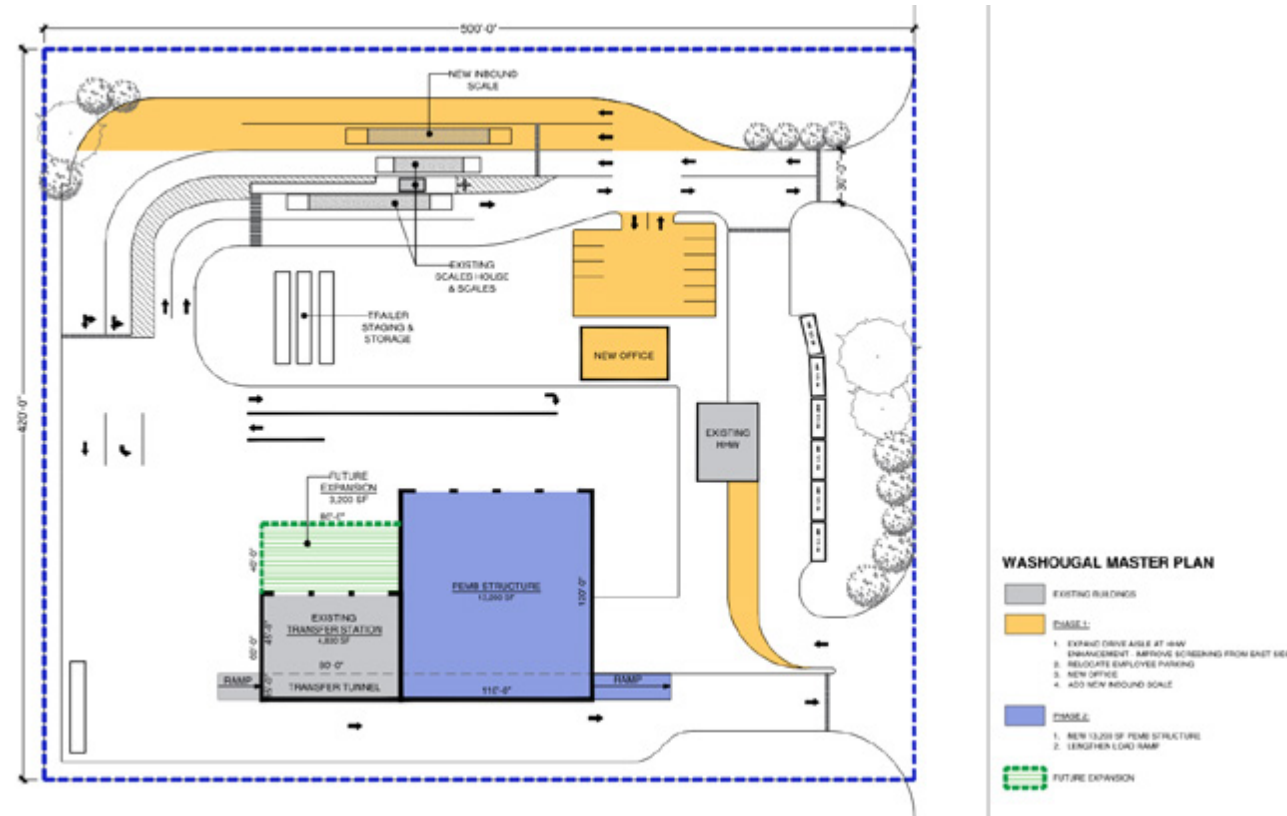 500'-0"
NEW INBOUND
SCALE
30'-0"
EXISTING
SCALES HOUSE
& SCALES
TRAILER
STAGING &
STORAGE
NEW OFFICE
420'-0"
EXISTING
HHW
FUTURE
EXPANSION
3,200 SF
80'-0"
40'-0"
PEMB STRUCTURE
13,200 SF
120'-0"
EXISTING
TRANSFER STATION
4,800 SF
60'-0"
45'-0"
80'-0"
RAMP
15'-0"
TRANSFER TUNNEL
110'-0"
RAMP
WASHOUGAL MASTER PLAN
EXISTING BUILDINGS
PHASE 1:
1. EXPAND DRIVE AISLE AT HHW
ENHANCEMENT - IMPROVE SCREENING FROM EAST SID
2. RELOCATE EMPLOYEE PARKING
3. NEW OFFICE
4. ADD NEW INBOUND SCALE
PHASE 2:
1. NEW 13,200 SF PEMB STRUCTURE
2. LENGTHEN LOAD RAMP
FUTURE EXPANSION